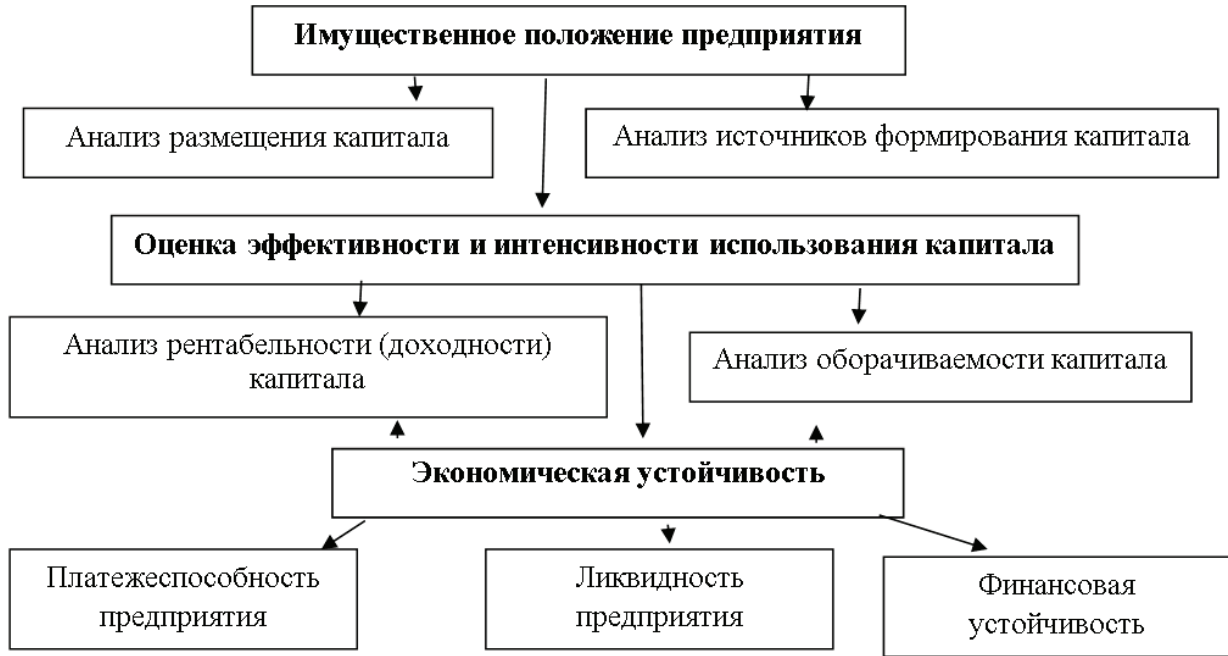 Имущественное положение предприятия
Анализ размещения капитала
Анализ источников формирования капитала
Оценка эффективности и интенсивности использования капитала
Анализ рентабельности (доходности)
капитала
Анализ оборачиваемости капитала
Экономическая устойчивость
Платежеспособность
предприятия
Ликвидность
предприятия
Финансовая
устойчивость